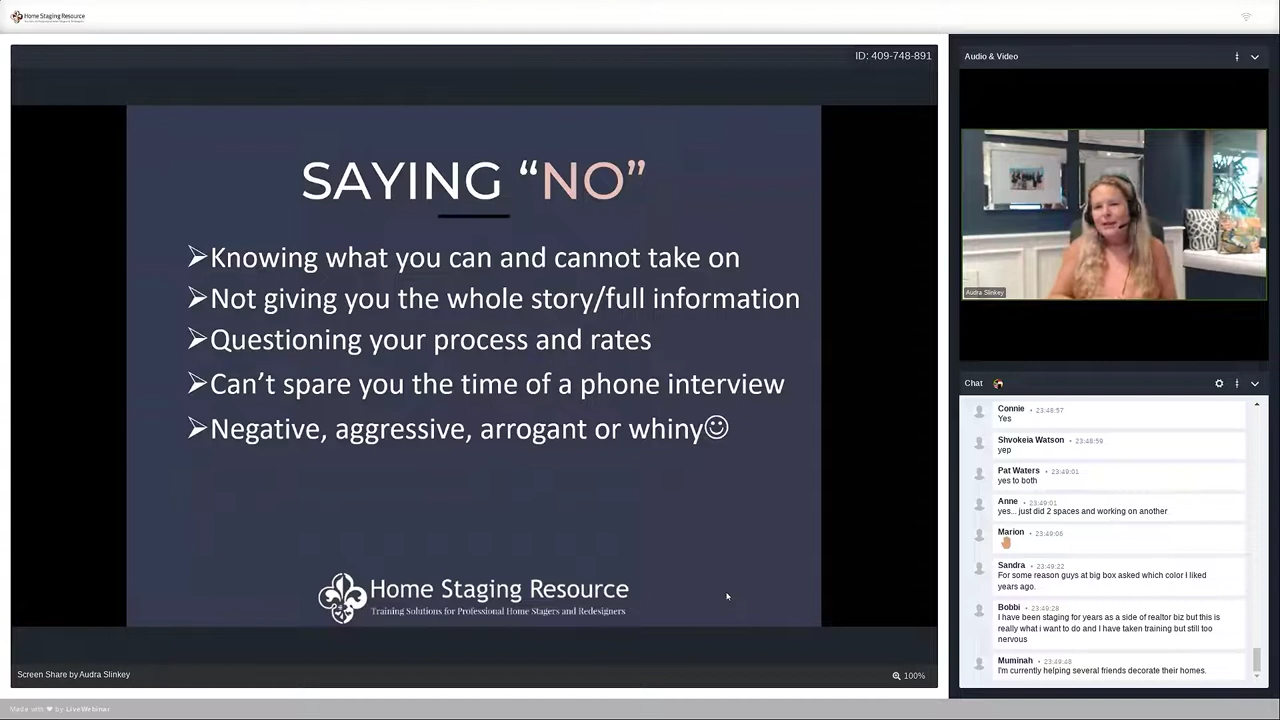 Home Staging Resource
ID: 409-748-891
SAYING “NO”
➢Knowing what you can and cannot take on
➢Not giving you the whole story/full information
➢Questioning your process and rates
➢Can’t spare you the time of a phone interview
➢Negative, aggressive, arrogant or whiny☺
Home Staging Resource
Training Solutions for Professional Home Stagers and Redesigners
Screen Share by Audra Slinkey
100%
Audio & Video
Audra Slinkey
Chat
Connie • 23:48:57
Yes
Shvokeia Watson • 23:48:59
yep
Pat Waters • 23:49:01
yes to both
Anne • 23:49:01
yes... just did 2 spaces and working on another
Marion • 23:49:06
Sandra • 23:49:22
For some reason guys at big box asked which color I liked
years ago.
Bobbi • 23:49:28
I have been staging for years as a side of realtor biz but this is
really what i want to do and I have taken training but still too
nervous
Muminah • 23:49:48
I'm currently helping several friends decorate their homes.
Made with ❤ by LiveWebinar